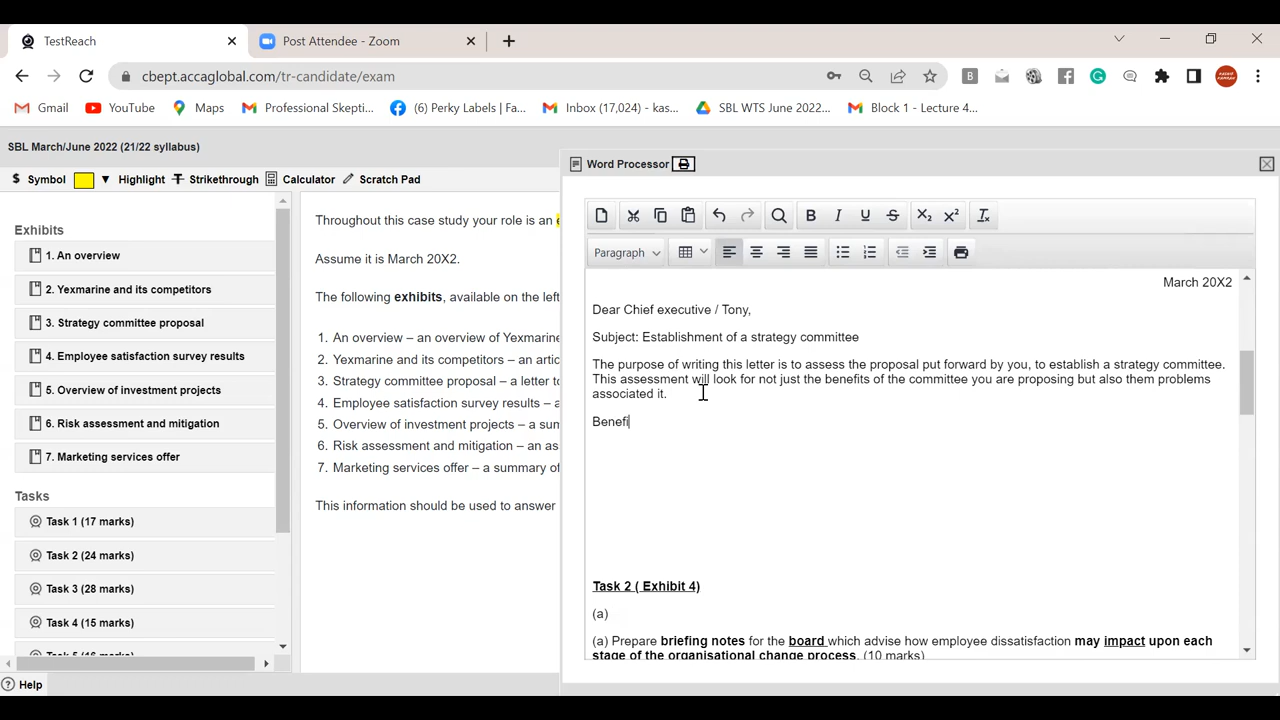 TestReach
Post Attendee - Zoom
cbept.accaglobal.com/tr-candidate/exam
Gmail
YouTube
Maps
Professional Skepti...
(6) Perky Labels | Fa...
Inbox (17,024) - kas...
SBL WTS June 2022...
Block 1 - Lecture 4...
SBL March/June 2022 (21/22 syllabus)
$ Symbol
Highlight
Strikethrough
Calculator
Scratch Pad
Exhibits
1. An overview
2. Yexmarine and its competitors
3. Strategy committee proposal
4. Employee satisfaction survey results
5. Overview of investment projects
6. Risk assessment and mitigation
7. Marketing services offer
Tasks
Task 1 (17 marks)
Task 2 (24 marks)
Task 3 (28 marks)
Task 4 (15 marks)
Help
Throughout this case study your role is an
Assume it is March 20X2.
The following exhibits, available on the left
1. An overview – an overview of Yexmarin
2. Yexmarine and its competitors – an artic
3. Strategy committee proposal – a letter to
4. Employee satisfaction survey results – a
5. Overview of investment projects – a sum
6. Risk assessment and mitigation – an as
7. Marketing services offer – a summary of
This information should be used to answer
Word Processor
B I U S X₂ X² Tx
Paragraph
March 20X2
Dear Chief executive / Tony,
Subject: Establishment of a strategy committee
The purpose of writing this letter is to assess the proposal put forward by you, to establish a strategy committee.
This assessment will look for not just the benefits of the committee you are proposing but also them problems
associated it.
Benefi
Task 2 ( Exhibit 4)
(a)
(a) Prepare briefing notes for the board which advise how employee dissatisfaction may impact upon each
stage of the organisational change process. (10 marks)